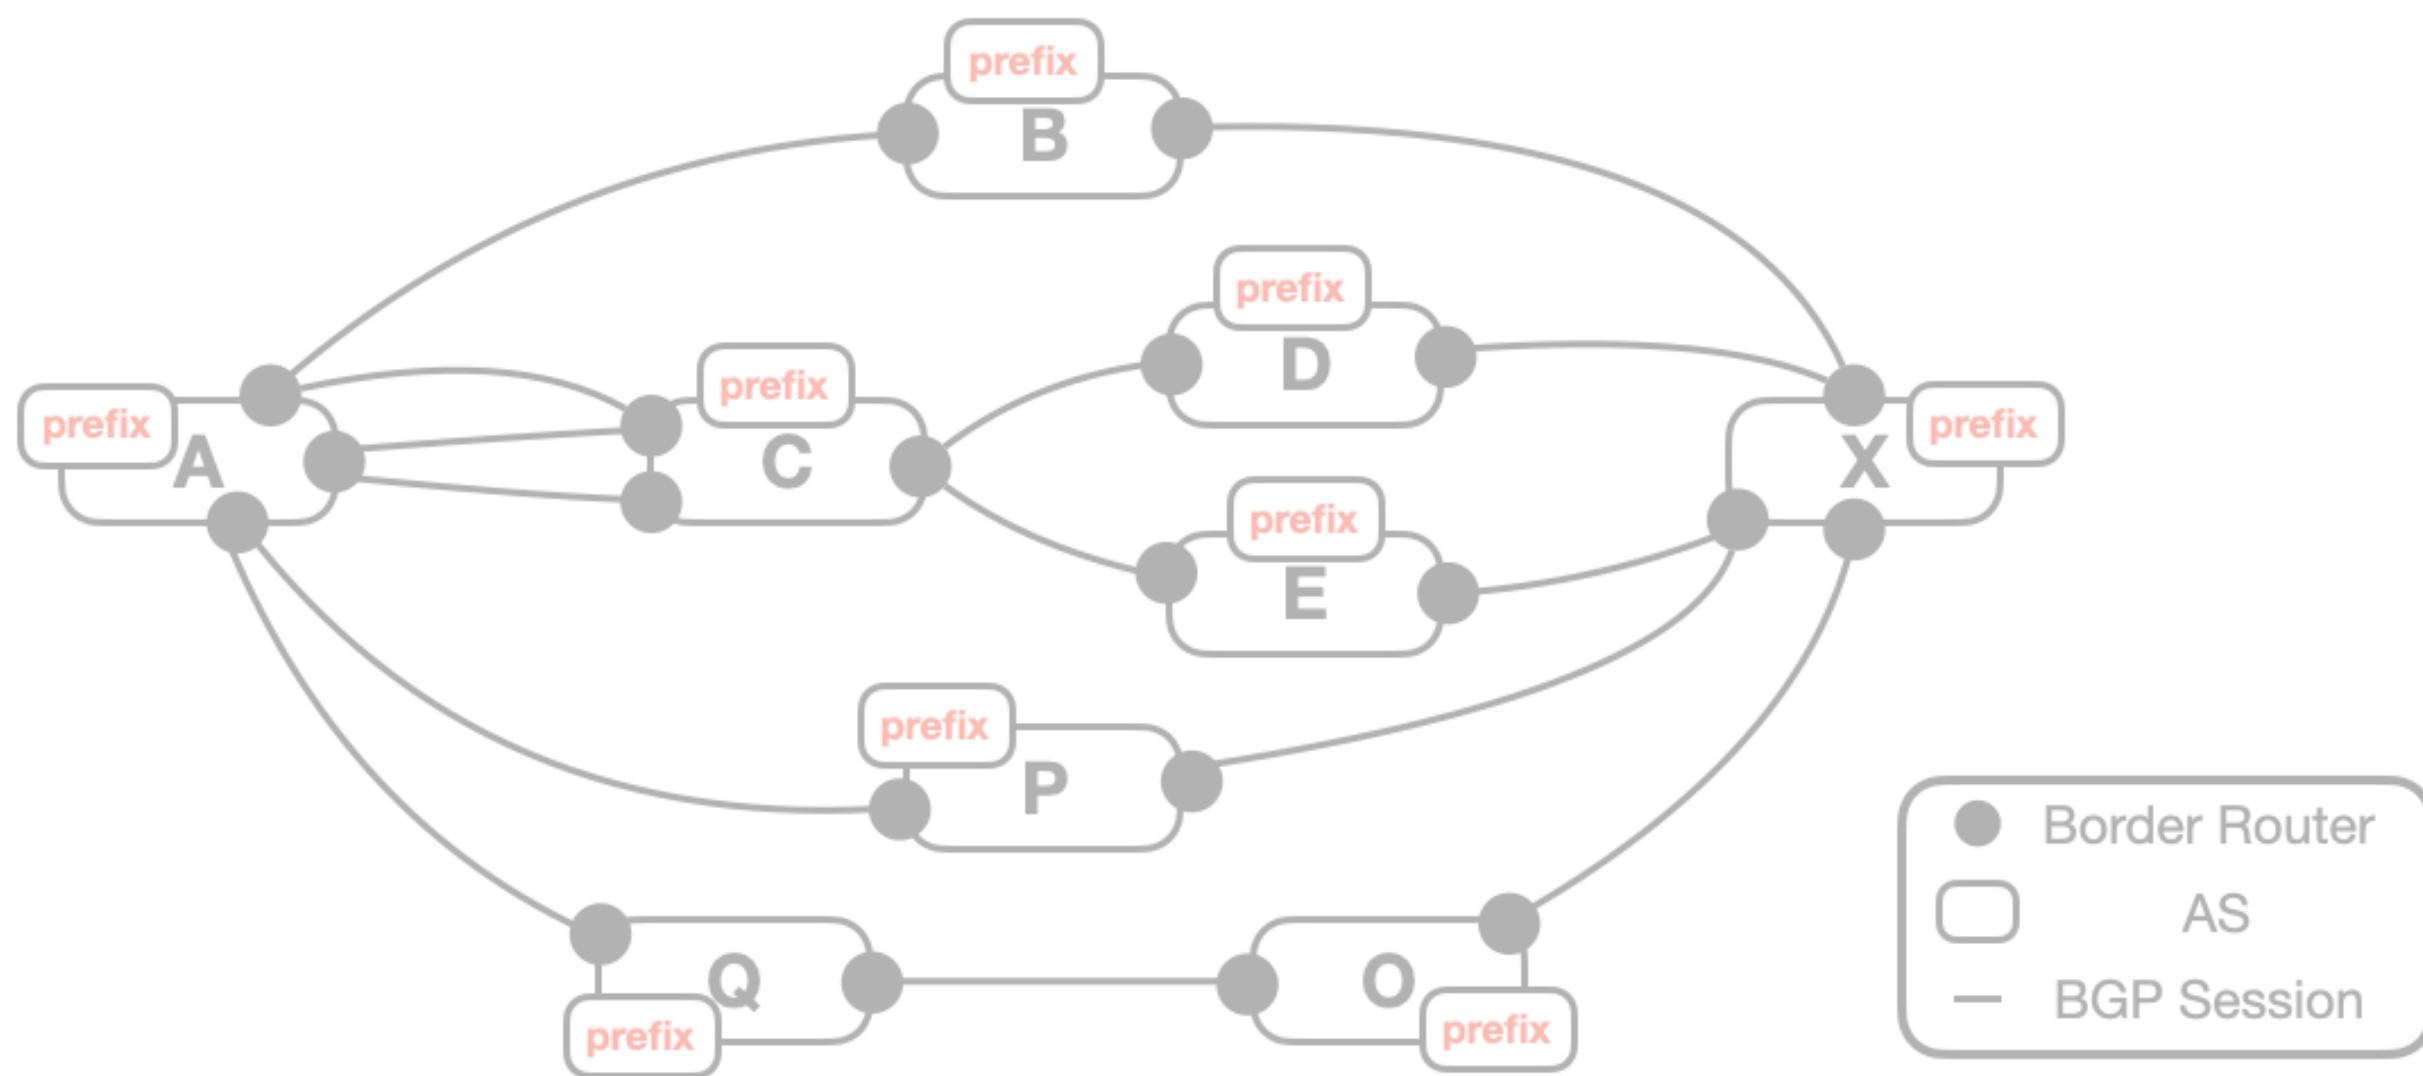 prefix
B
prefix
D
prefix
C
prefix
A
prefix
X
prefix
E
prefix
P
Q
prefix
O
prefix
Border Router
AS
BGP Session